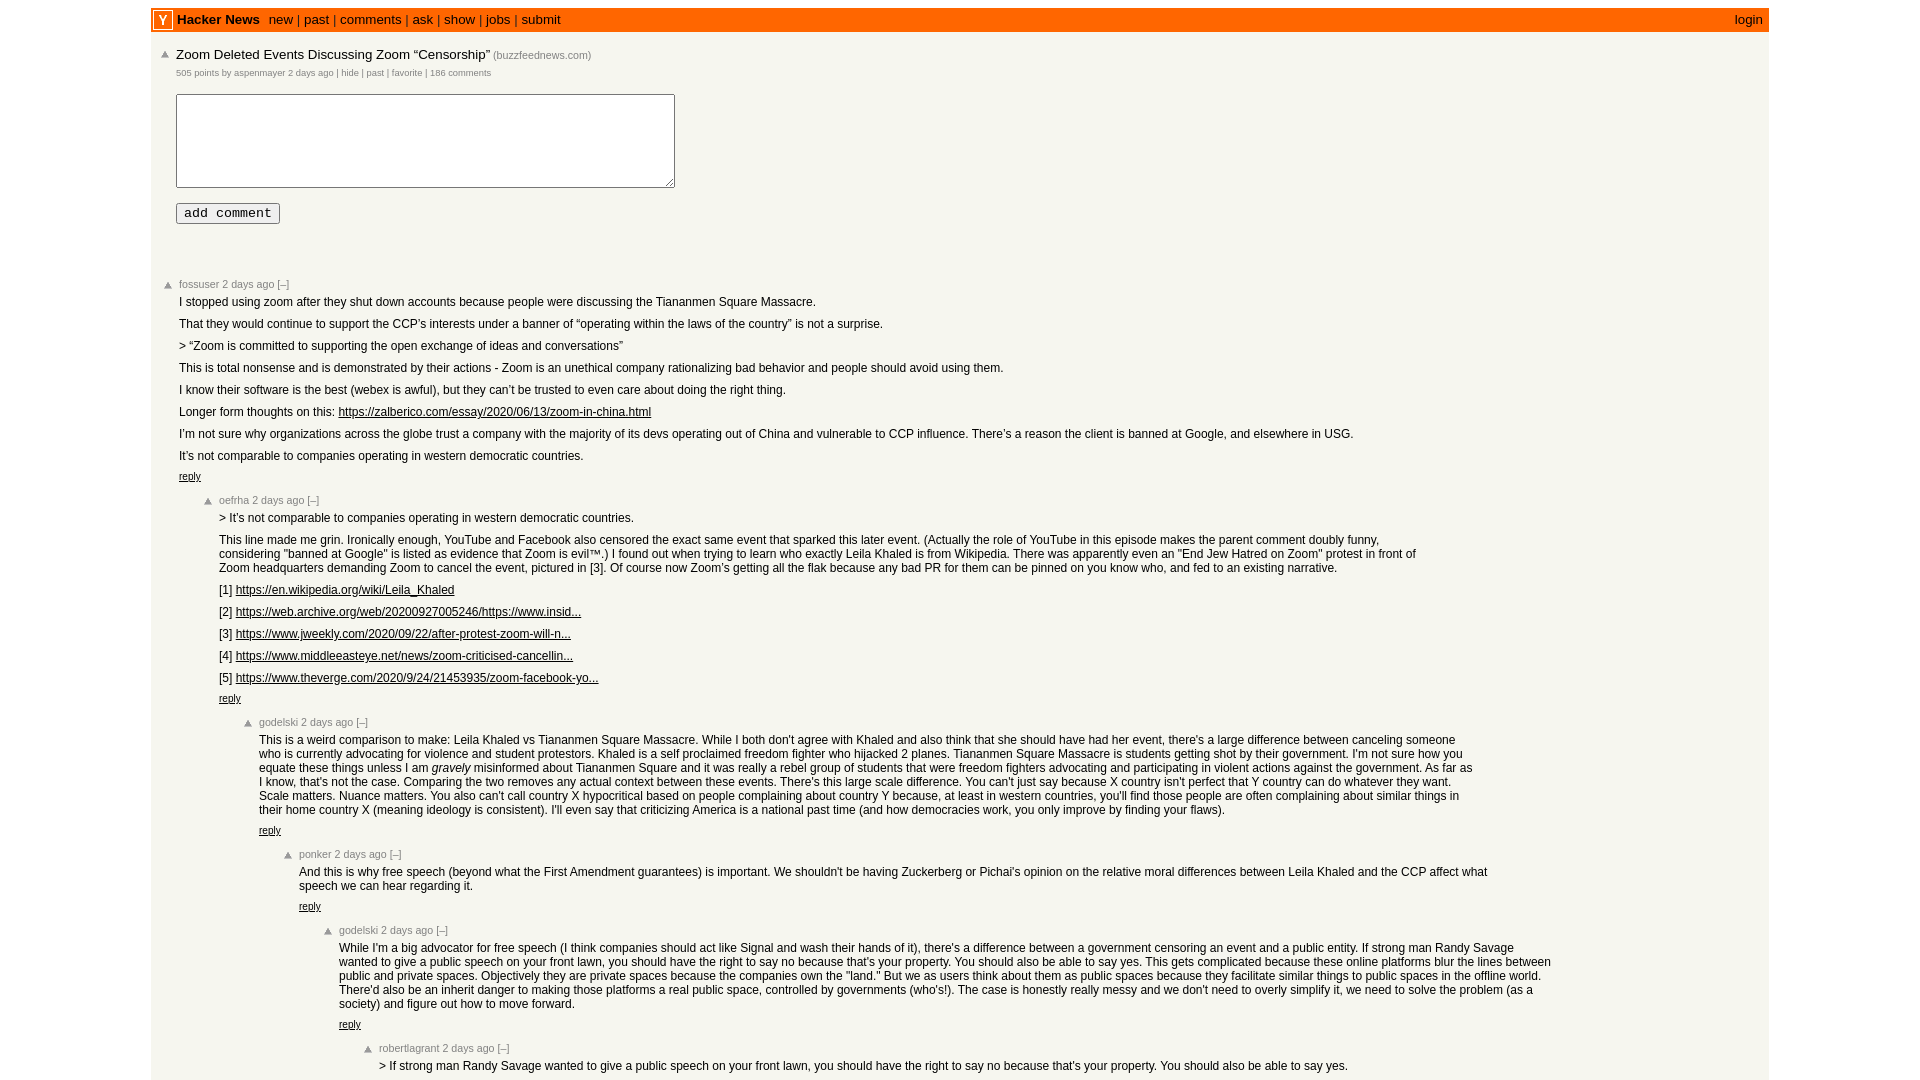 Y Hacker News new | past | comments | ask | show | jobs | submit login
Zoom Deleted Events Discussing Zoom “Censorship” (buzzfeednews.com)
505 points by aspenmayer 2 days ago | hide | past | favorite | 186 comments
add comment
fossuser 2 days ago [–]
I stopped using zoom after they shut down accounts because people were discussing the Tiananmen Square Massacre.
That they would continue to support the CCP’s interests under a banner of “operating within the laws of the country” is not a surprise.
> “Zoom is committed to supporting the open exchange of ideas and conversations”
This is total nonsense and is demonstrated by their actions - Zoom is an unethical company rationalizing bad behavior and people should avoid using them.
I know their software is the best (webex is awful), but they can’t be trusted to even care about doing the right thing.
Longer form thoughts on this: https://zalberico.com/essay/2020/06/13/zoom-in-china.html
I’m not sure why organizations across the globe trust a company with the majority of its devs operating out of China and vulnerable to CCP influence. There’s a reason the client is banned at Google, and elsewhere in USG.
It’s not comparable to companies operating in western democratic countries.
reply
oefrha 2 days ago [–]
> It’s not comparable to companies operating in western democratic countries.
This line made me grin. Ironically enough, YouTube and Facebook also censored the exact same event that sparked this later event. (Actually the role of YouTube in this episode makes the parent comment doubly funny,
considering "banned at Google" is listed as evidence that Zoom is evil™.) I found out when trying to learn who exactly Leila Khaled is from Wikipedia. There was apparently even an "End Jew Hatred on Zoom" protest in front of
Zoom headquarters demanding Zoom to cancel the event, pictured in [3]. Of course now Zoom’s getting all the flak because any bad PR for them can be pinned on you know who, and fed to an existing narrative.
[1] https://en.wikipedia.org/wiki/Leila_Khaled
[2] https://web.archive.org/web/20200927005246/https://www.insid...
[3] https://www.jweekly.com/2020/09/22/after-protest-zoom-will-n...
[4] https://www.middleeasteye.net/news/zoom-criticised-cancellin...
[5] https://www.theverge.com/2020/9/24/21453935/zoom-facebook-yo...
reply
godelski 2 days ago [–]
This is a weird comparison to make: Leila Khaled vs Tiananmen Square Massacre. While I both don't agree with Khaled and also think that she should have had her event, there's a large difference between canceling someone
who is currently advocating for violence and student protestors. Khaled is a self proclaimed freedom fighter who hijacked 2 planes. Tiananmen Square Massacre is students getting shot by their government. I'm not sure how you
equate these things unless I am gravely misinformed about Tiananmen Square and it was really a rebel group of students that were freedom fighters advocating and participating in violent actions against the government. As far as
I know, that's not the case. Comparing the two removes any actual context between these events. There's this large scale difference. You can't just say because X country isn't perfect that Y country can do whatever they want.
Scale matters. Nuance matters. You also can't call country X hypocritical based on people complaining about country Y because, at least in western countries, you'll find those people are often complaining about similar things in
their home country X (meaning ideology is consistent). I'll even say that criticizing America is a national past time (and how democracies work, you only improve by finding your flaws).
reply
ponker 2 days ago [–]
And this is why free speech (beyond what the First Amendment guarantees) is important. We shouldn't be having Zuckerberg or Pichai's opinion on the relative moral differences between Leila Khaled and the CCP affect what
speech we can hear regarding it.
reply
godelski 2 days ago [–]
While I'm a big advocator for free speech (I think companies should act like Signal and wash their hands of it), there's a difference between a government censoring an event and a public entity. If strong man Randy Savage
wanted to give a public speech on your front lawn, you should have the right to say no because that's your property. You should also be able to say yes. This gets complicated because these online platforms blur the lines between
public and private spaces. Objectively they are private spaces because the companies own the "land." But we as users think about them as public spaces because they facilitate similar things to public spaces in the offline world.
There'd also be an inherit danger to making those platforms a real public space, controlled by governments (who's!). The case is honestly really messy and we don't need to overly simplify it, we need to solve the problem (as a
society) and figure out how to move forward.
reply
robertlagrant 2 days ago [–]
> If strong man Randy Savage wanted to give a public speech on your front lawn, you should have the right to say no because that's your property. You should also be able to say yes.